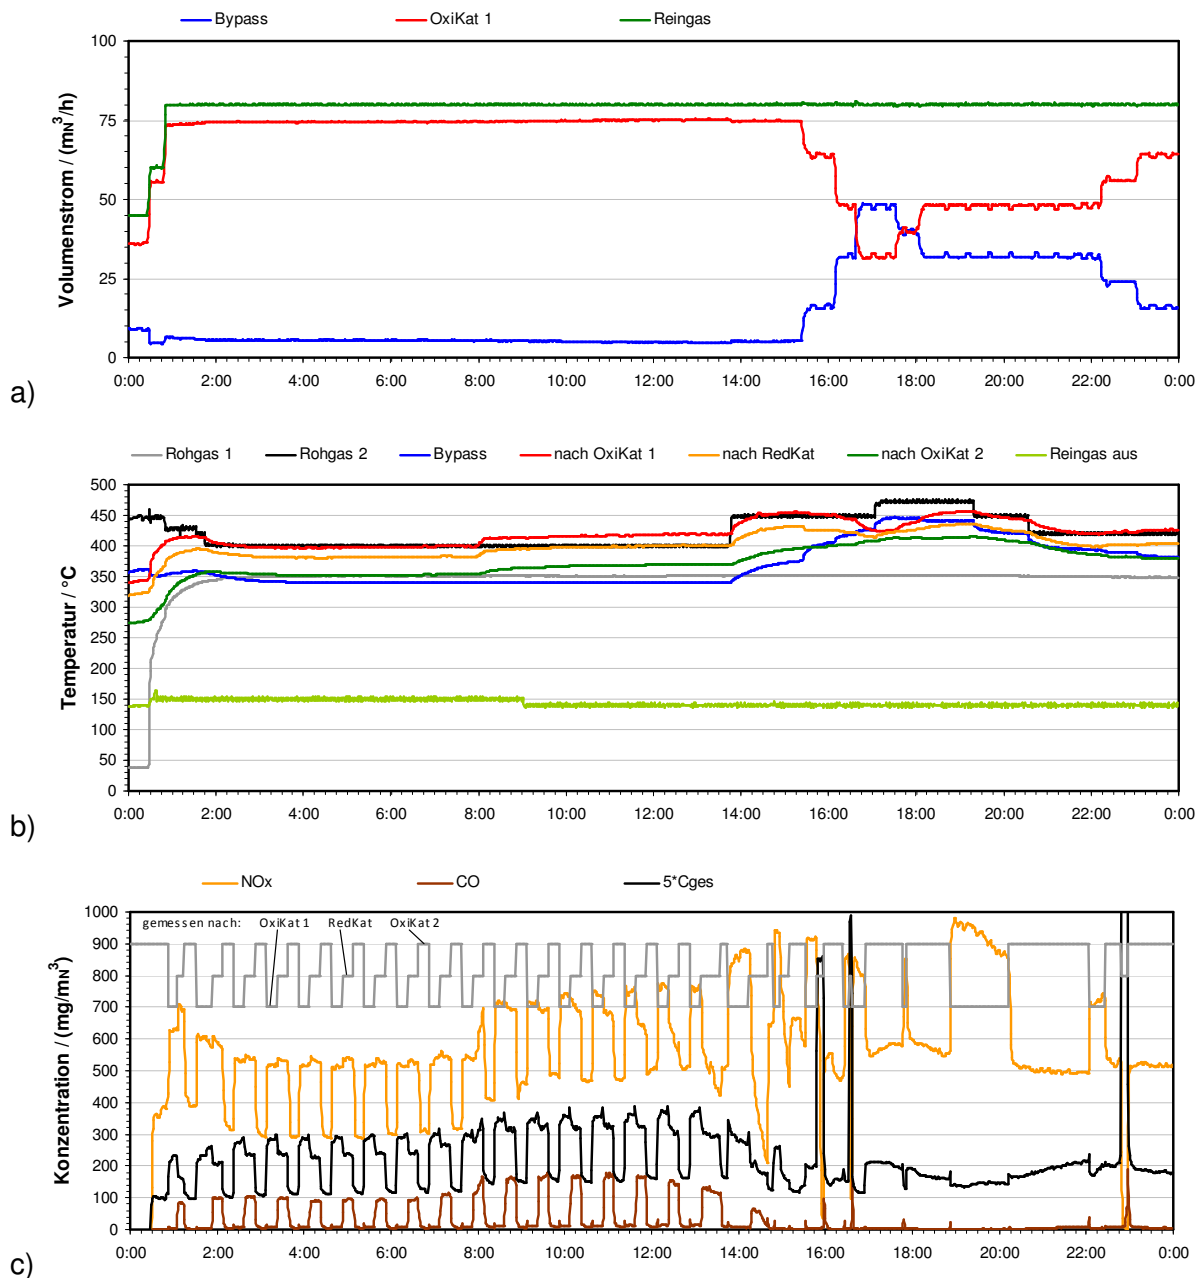 Bypass OxiKat 1 Reingas
Volumenstrom / (mN³/h)
100
75
50
25
0
0:00 2:00 4:00 6:00 8:00 10:00 12:00 14:00 16:00 18:00 20:00 22:00 0:00
a)
Rohgas 1 Rohgas 2 Bypass nach OxiKat 1 nach RedKat nach OxiKat 2 Reingas aus
Temperatur / °C
500
450
400
350
300
250
200
150
100
50
0
0:00 2:00 4:00 6:00 8:00 10:00 12:00 14:00 16:00 18:00 20:00 22:00 0:00
b)
NOx CO 5*Cges
Konzentration / (mg/mN³)
1000
900
800
700
600
500
400
300
200
100
0
gemessen nach: OxiKat 1 RedKat OxiKat 2
0:00 2:00 4:00 6:00 8:00 10:00 12:00 14:00 16:00 18:00 20:00 22:00 0:00
c)